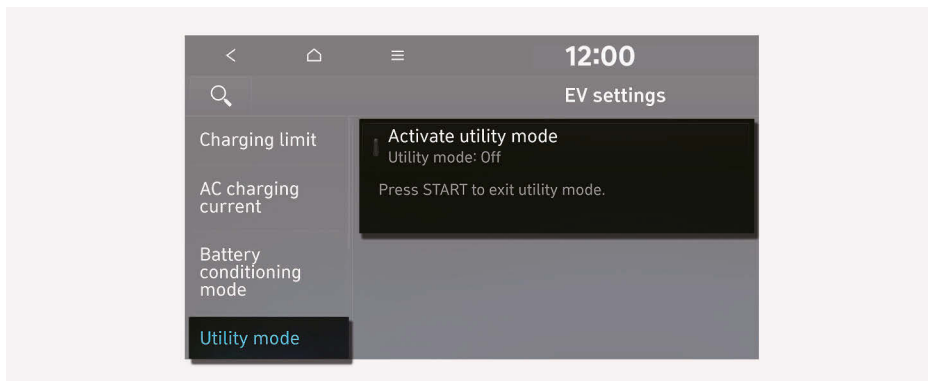 12:00
EV settings
Charging limit
AC charging
current
Battery
conditioning
mode
Utility mode
Activate utility mode
Utility mode: Off
Press START to exit utility mode.